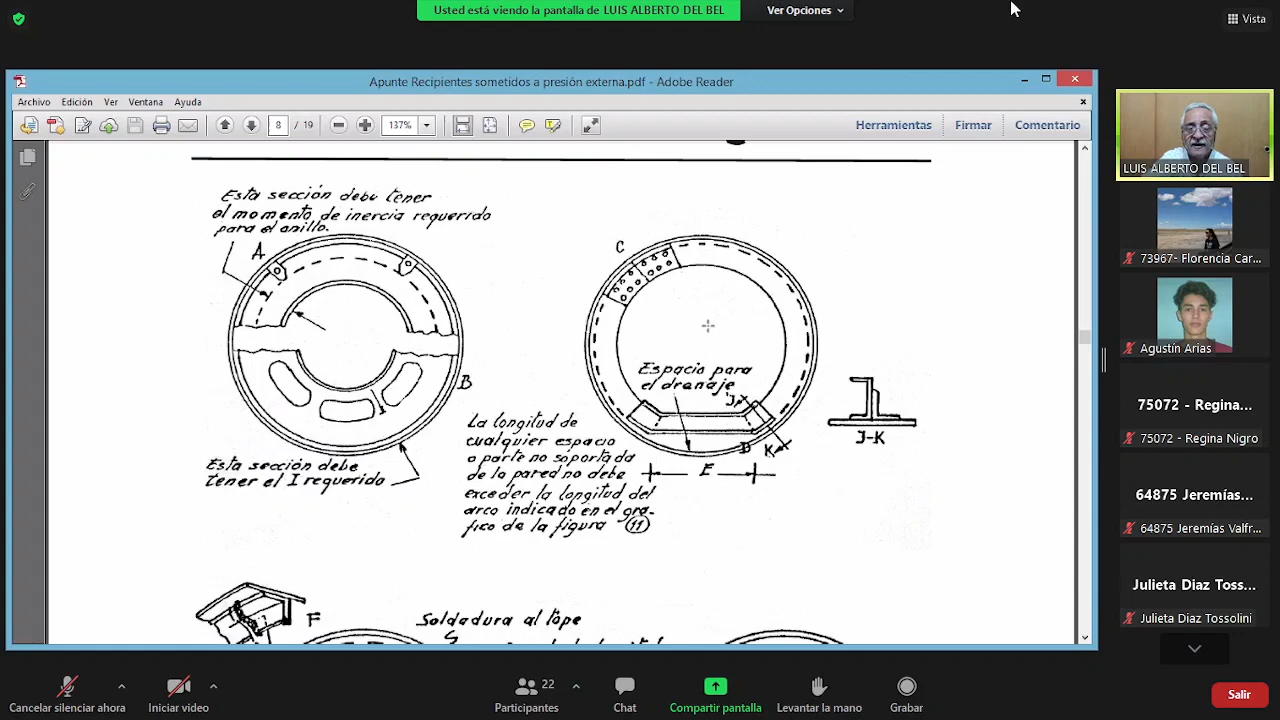 Usted está viendo la pantalla de LUIS ALBERTO DEL BEL
Ver Opciones
Vista
Apunte Recipientes sometidos a presión externa.pdf - Adobe Reader
Archivo Edición Ver Ventana Ayuda
8 / 19
137%
Herramientas Firmar Comentario
Esta sección debe tener
el momento de inercia requerido
para el anillo.
A
B
Esta sección debe
tener el I requerido
C
Espacio para
el drenaje
J
D
K
E
J-K
La longitud de
cualquier espacio
o parte no soportada
de la pared no debe
exceder la longitud del
arco indicado en el grá-
fico de la figura (11)
F
Soldadura al tope
LUIS ALBERTO DEL BEL
73967- Florencia Car...
Agustín Arias
75072 - Regina...
75072 - Regina Nigro
64875 Jeremías...
64875 Jeremías Valfr...
Julieta Diaz Toss...
Julieta Diaz Tossolini
Cancelar silenciar ahora
Iniciar video
22
Participantes
Chat
Compartir pantalla
Levantar la mano
Grabar
Salir